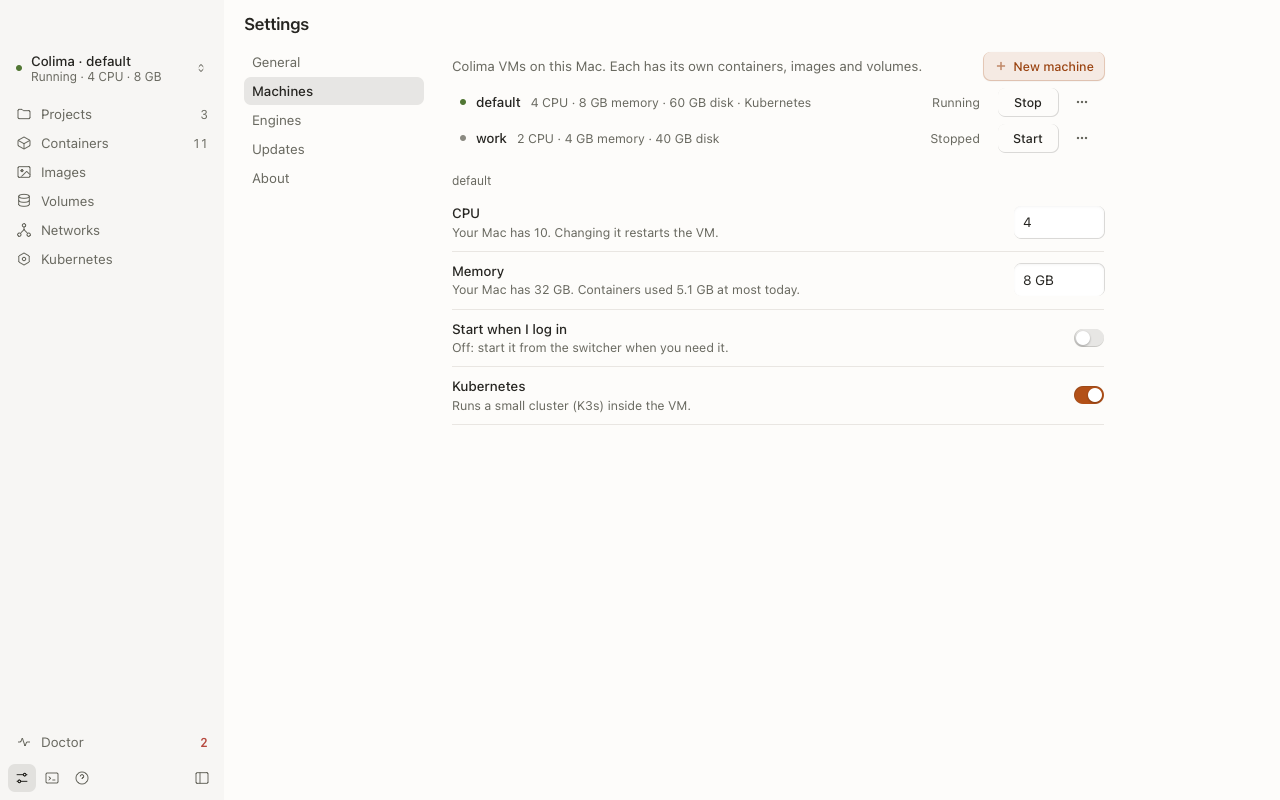 Settings
Colima · default
Running · 4 CPU · 8 GB
Projects 3
Containers 11
Images
Volumes
Networks
Kubernetes
Doctor 2
General
Machines
Engines
Updates
About
Colima VMs on this Mac. Each has its own containers, images and volumes.
+ New machine
default 4 CPU · 8 GB memory · 60 GB disk · Kubernetes Running Stop ···
work 2 CPU · 4 GB memory · 40 GB disk Stopped Start ···
default
CPU
Your Mac has 10. Changing it restarts the VM.
4
Memory
Your Mac has 32 GB. Containers used 5.1 GB at most today.
8 GB
Start when I log in
Off: start it from the switcher when you need it.
Kubernetes
Runs a small cluster (K3s) inside the VM.